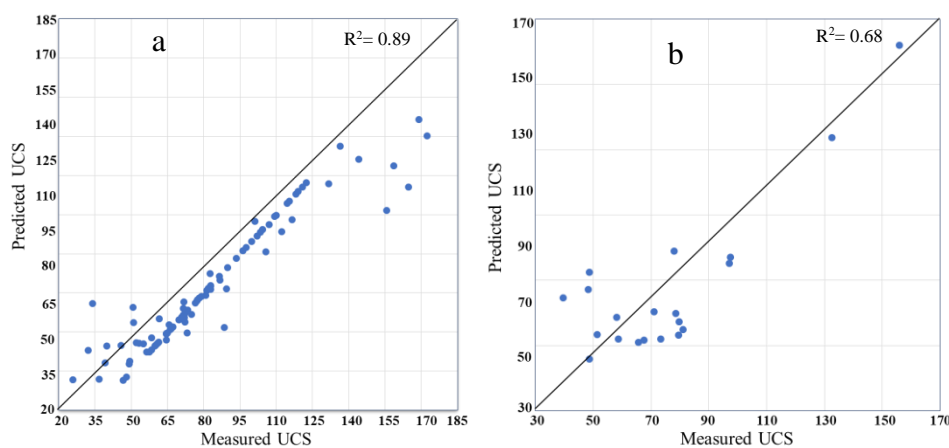 a
R²= 0.89
Predicted UCS
185
170
155
140
125
110
95
80
65
50
35
20
20 35 50 65 80 95 110 125 140 155 170 185
Measured UCS
b
R²= 0.68
Predicted UCS
170
150
130
110
90
70
50
30
30 50 70 90 110 130 150 170
Measured UCS